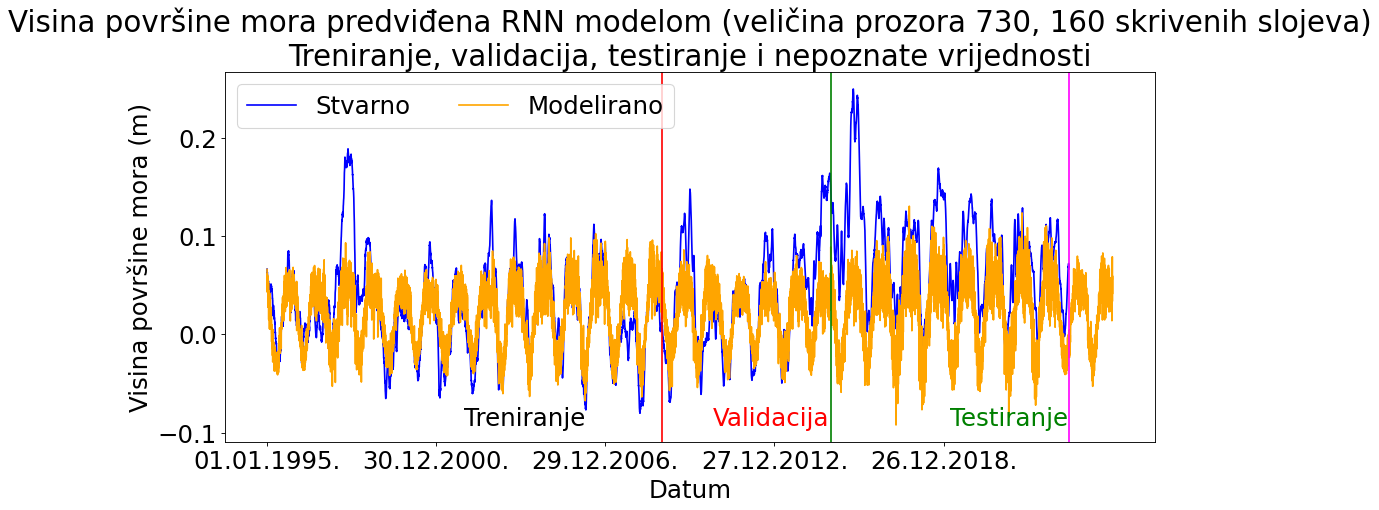 Visina površine mora predviđena RNN modelom (veličina prozora 730, 160 skrivenih slojeva)
Treniranje, validacija, testiranje i nepoznate vrijednosti
Stvarno Modelirano
Visina površine mora (m)
0.2
0.1
0.0
−0.1
Treniranje Validacija Testiranje
01.01.1995. 30.12.2000. 29.12.2006. 27.12.2012. 26.12.2018.
Datum